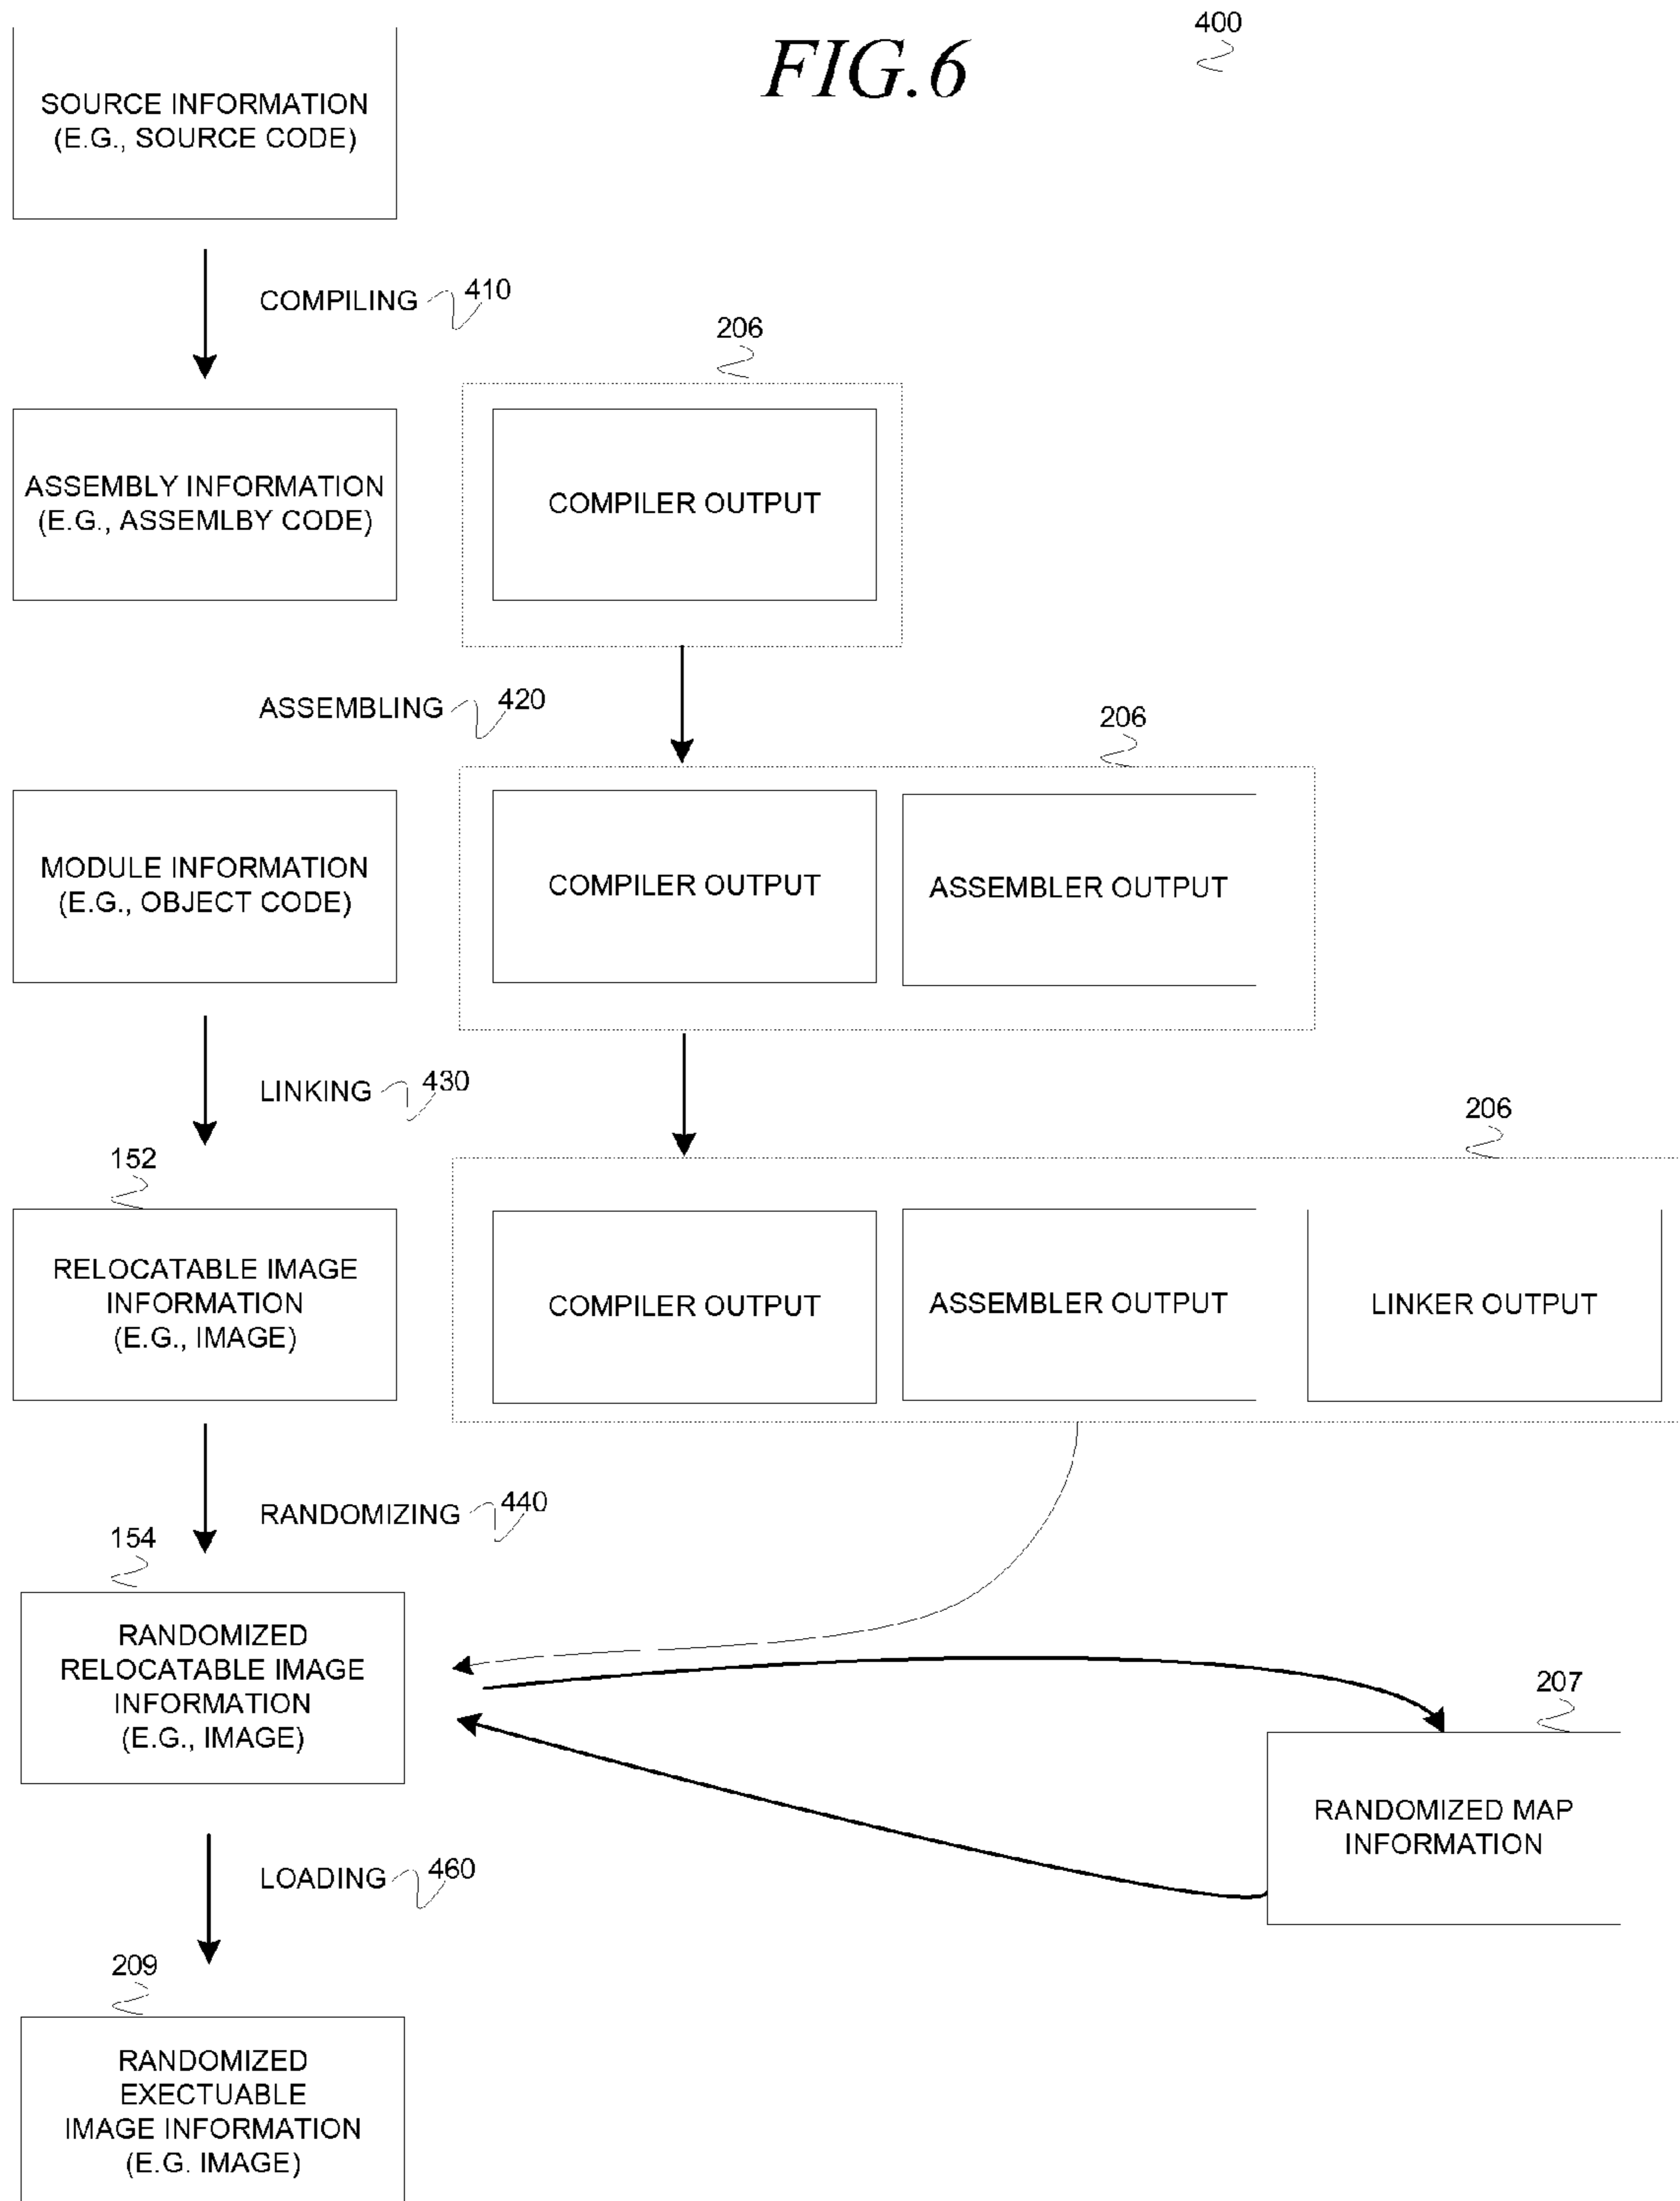 400
FIG.6
SOURCE INFORMATION
(E.G., SOURCE CODE)
COMPILING 410
206
ASSEMBLY INFORMATION
(E.G., ASSEMLBY CODE)
COMPILER OUTPUT
ASSEMBLING 420
206
MODULE INFORMATION
(E.G., OBJECT CODE)
COMPILER OUTPUT
ASSEMBLER OUTPUT
LINKING 430
206
152
RELOCATABLE IMAGE
INFORMATION
(E.G., IMAGE)
COMPILER OUTPUT
ASSEMBLER OUTPUT
LINKER OUTPUT
RANDOMIZING 440
154
RANDOMIZED
RELOCATABLE IMAGE
INFORMATION
(E.G., IMAGE)
207
RANDOMIZED MAP
INFORMATION
LOADING 460
209
RANDOMIZED
EXECTUABLE
IMAGE INFORMATION
(E.G. IMAGE)